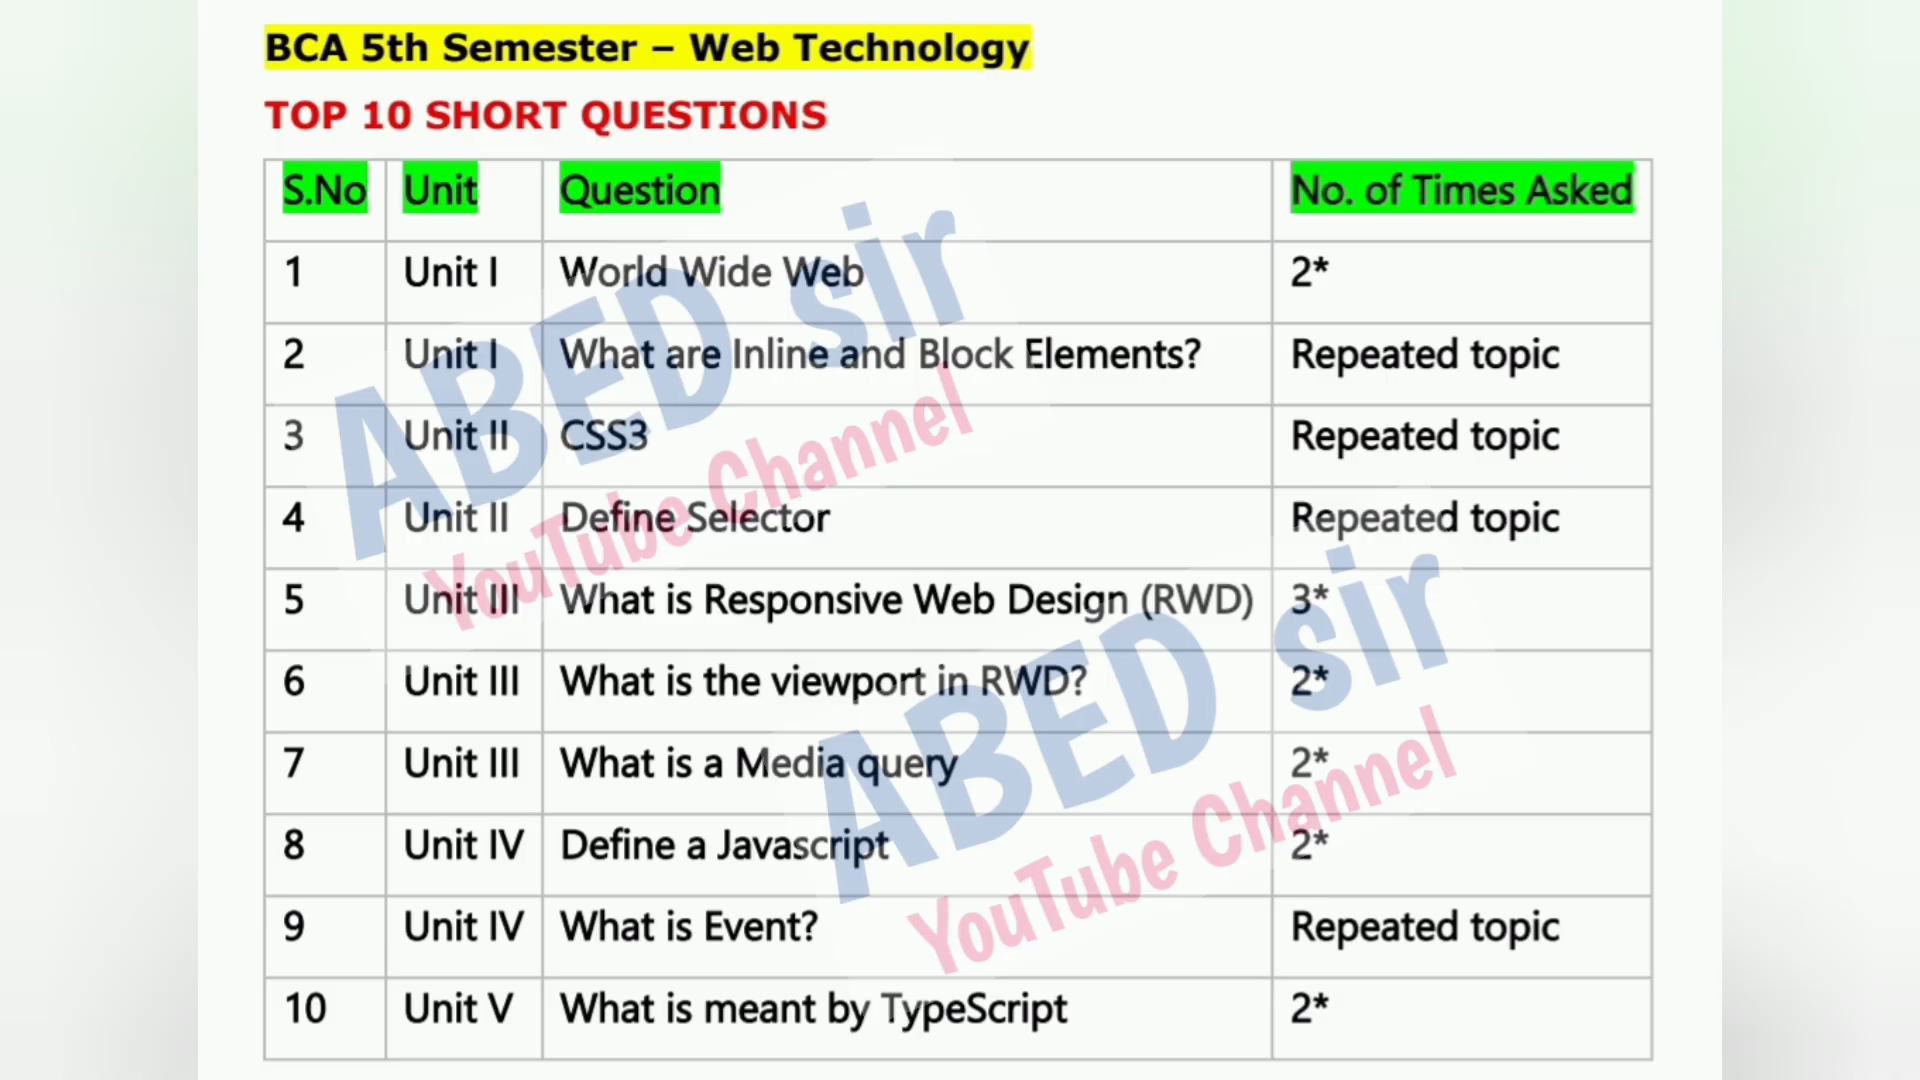 BCA 5th Semester – Web Technology
TOP 10 SHORT QUESTIONS
S.No Unit Question No. of Times Asked
1 Unit I World Wide Web 2*
2 Unit I What are Inline and Block Elements? Repeated topic
3 Unit II CSS3 Repeated topic
4 Unit II Define Selector Repeated topic
5 Unit III What is Responsive Web Design (RWD) 3*
6 Unit III What is the viewport in RWD? 2*
7 Unit III What is a Media query 2*
8 Unit IV Define a Javascript 2*
9 Unit IV What is Event? Repeated topic
10 Unit V What is meant by TypeScript 2*
ABED sir
YouTube Channel
ABED sir
YouTube Channel